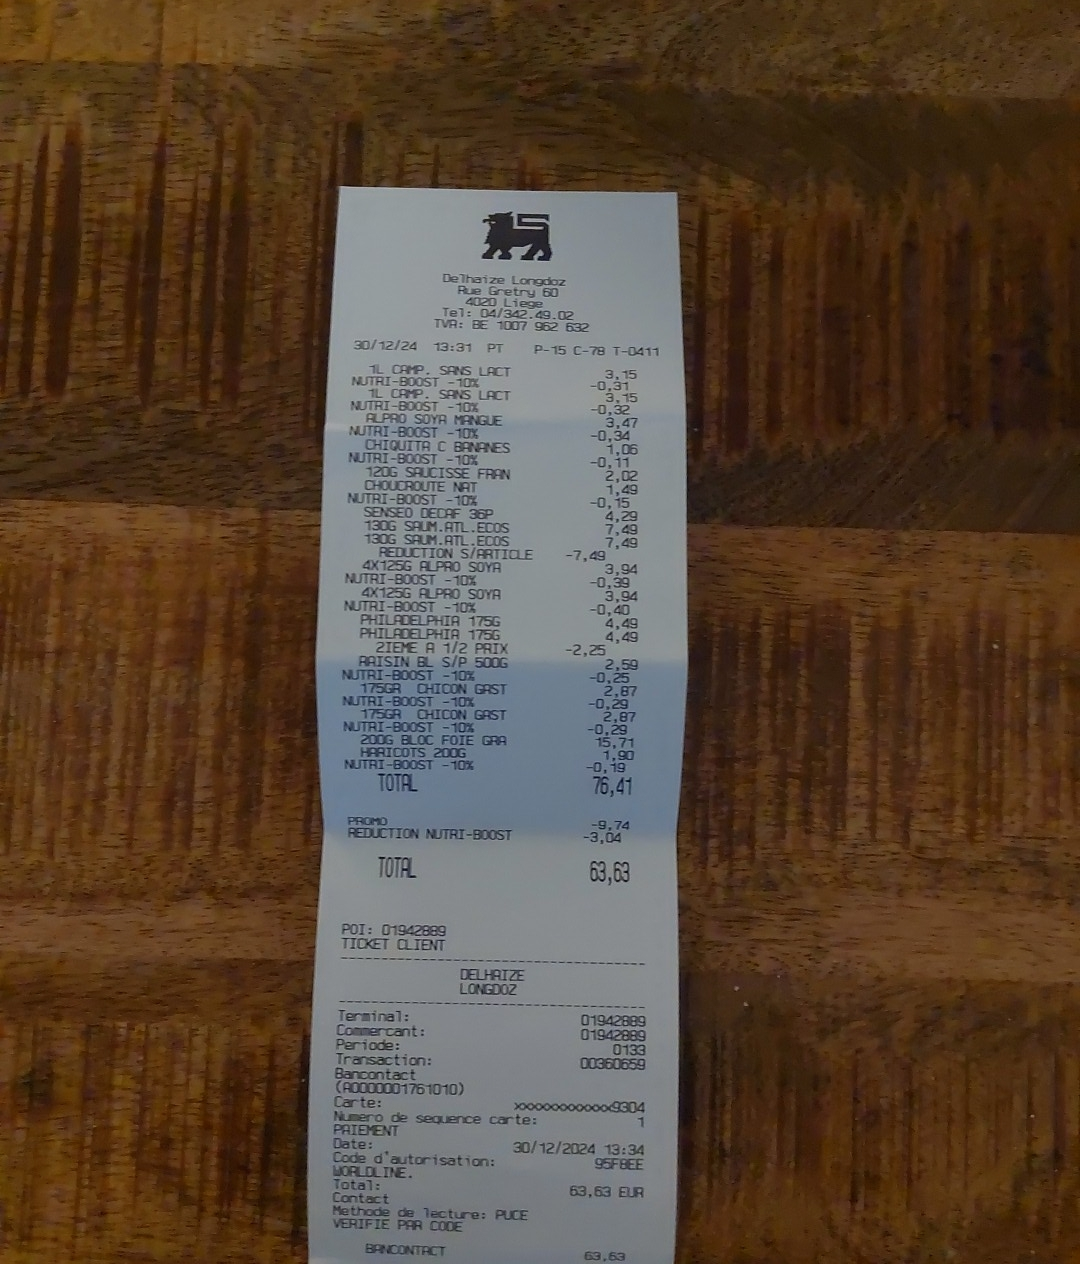 Delhaize Longdoz
Rue Gretry 60
4020 Liege
Tel: 04/342.49.02
TVA: BE 1007 962 632
30/12/24 13:31 PT P-15 C-78 T-0411
1L CAMP. SANS LACT 3,15
NUTRI-BOOST -10% -0,31
1L CAMP. SANS LACT 3,15
NUTRI-BOOST -10% -0,32
ALPRO SOYA MANGUE 3,47
NUTRI-BOOST -10% -0,34
CHIQUITA C BANANES 1,06
NUTRI-BOOST -10% -0,11
120G SAUCISSE FRAN 2,02
CHOUCROUTE NAT 1,49
NUTRI-BOOST -10% -0,15
SENSEO DECAF 36P 4,29
130G SAUM.ATL.ECOS 7,49
130G SAUM.ATL.ECOS 7,49
REDUCTION S/ARTICLE -7,49
4X125G ALPRO SOYA 3,94
NUTRI-BOOST -10% -0,39
4X125G ALPRO SOYA 3,94
NUTRI-BOOST -10% -0,40
PHILADELPHIA 175G 4,49
PHILADELPHIA 175G 4,49
2IEME A 1/2 PRIX -2,25
RAISIN BL S/P 500G 2,59
NUTRI-BOOST -10% -0,25
175GR CHICON GAST 2,87
NUTRI-BOOST -10% -0,29
175GR CHICON GAST 2,87
NUTRI-BOOST -10% -0,29
200G BLOC FOIE GRA 15,71
HARICOTS 200G 1,90
NUTRI-BOOST -10% -0,19
TOTAL 76,41
PROMO -9,74
REDUCTION NUTRI-BOOST -3,04
TOTAL 63,63
POI: 01942889
TICKET CLIENT
DELHAIZE
LONGDOZ
Terminal: 01942889
Commercant: 01942889
Periode: 0133
Transaction: 00360659
Bancontact
(A0000001761010)
Carte: xxxxxxxxxxxxx9304
Numero de sequence carte: 1
PAIEMENT
Date: 30/12/2024 13:34
Code d'autorisation: 95F8EE
WORLDLINE.
Total: 63,63 EUR
Contact
Methode de lecture: PUCE
VERIFIE PAR CODE
BANCONTACT 63,63